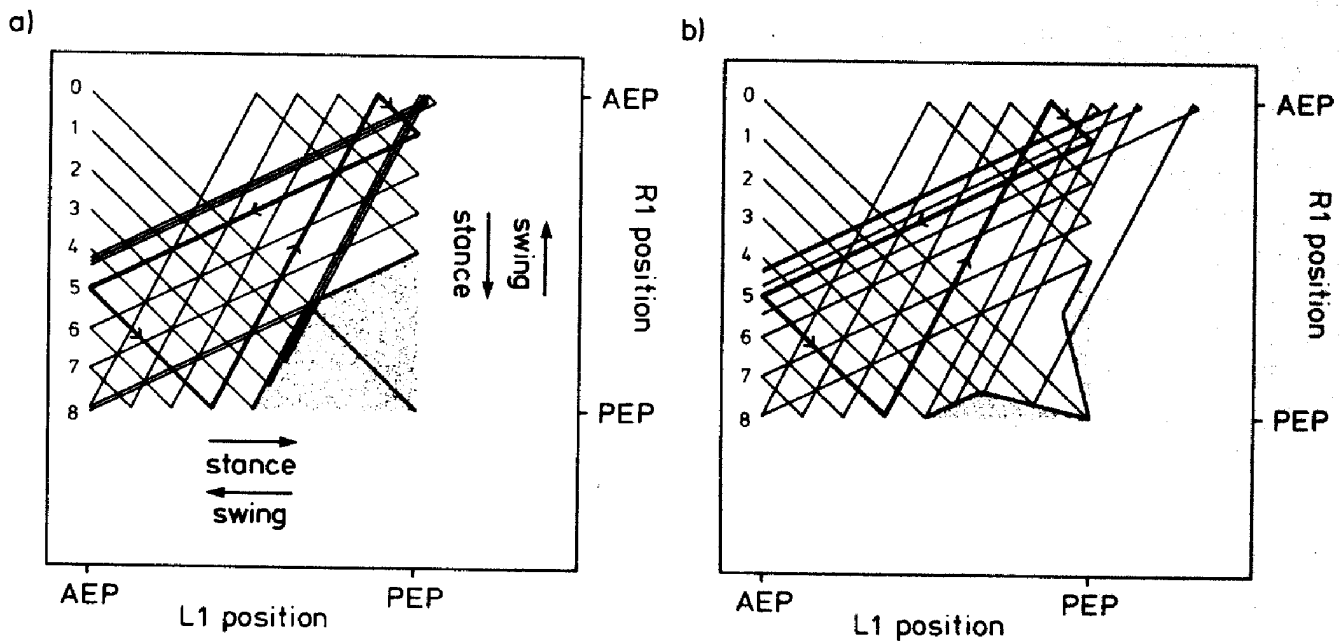 a)
0
1
2
3
4
5
6
7
8
AEP
R1 position
PEP
stance
swing
stance
swing
AEP
PEP
L1 position
b)
0
1
2
3
4
5
6
7
8
AEP
R1 position
PEP
AEP
PEP
L1 position